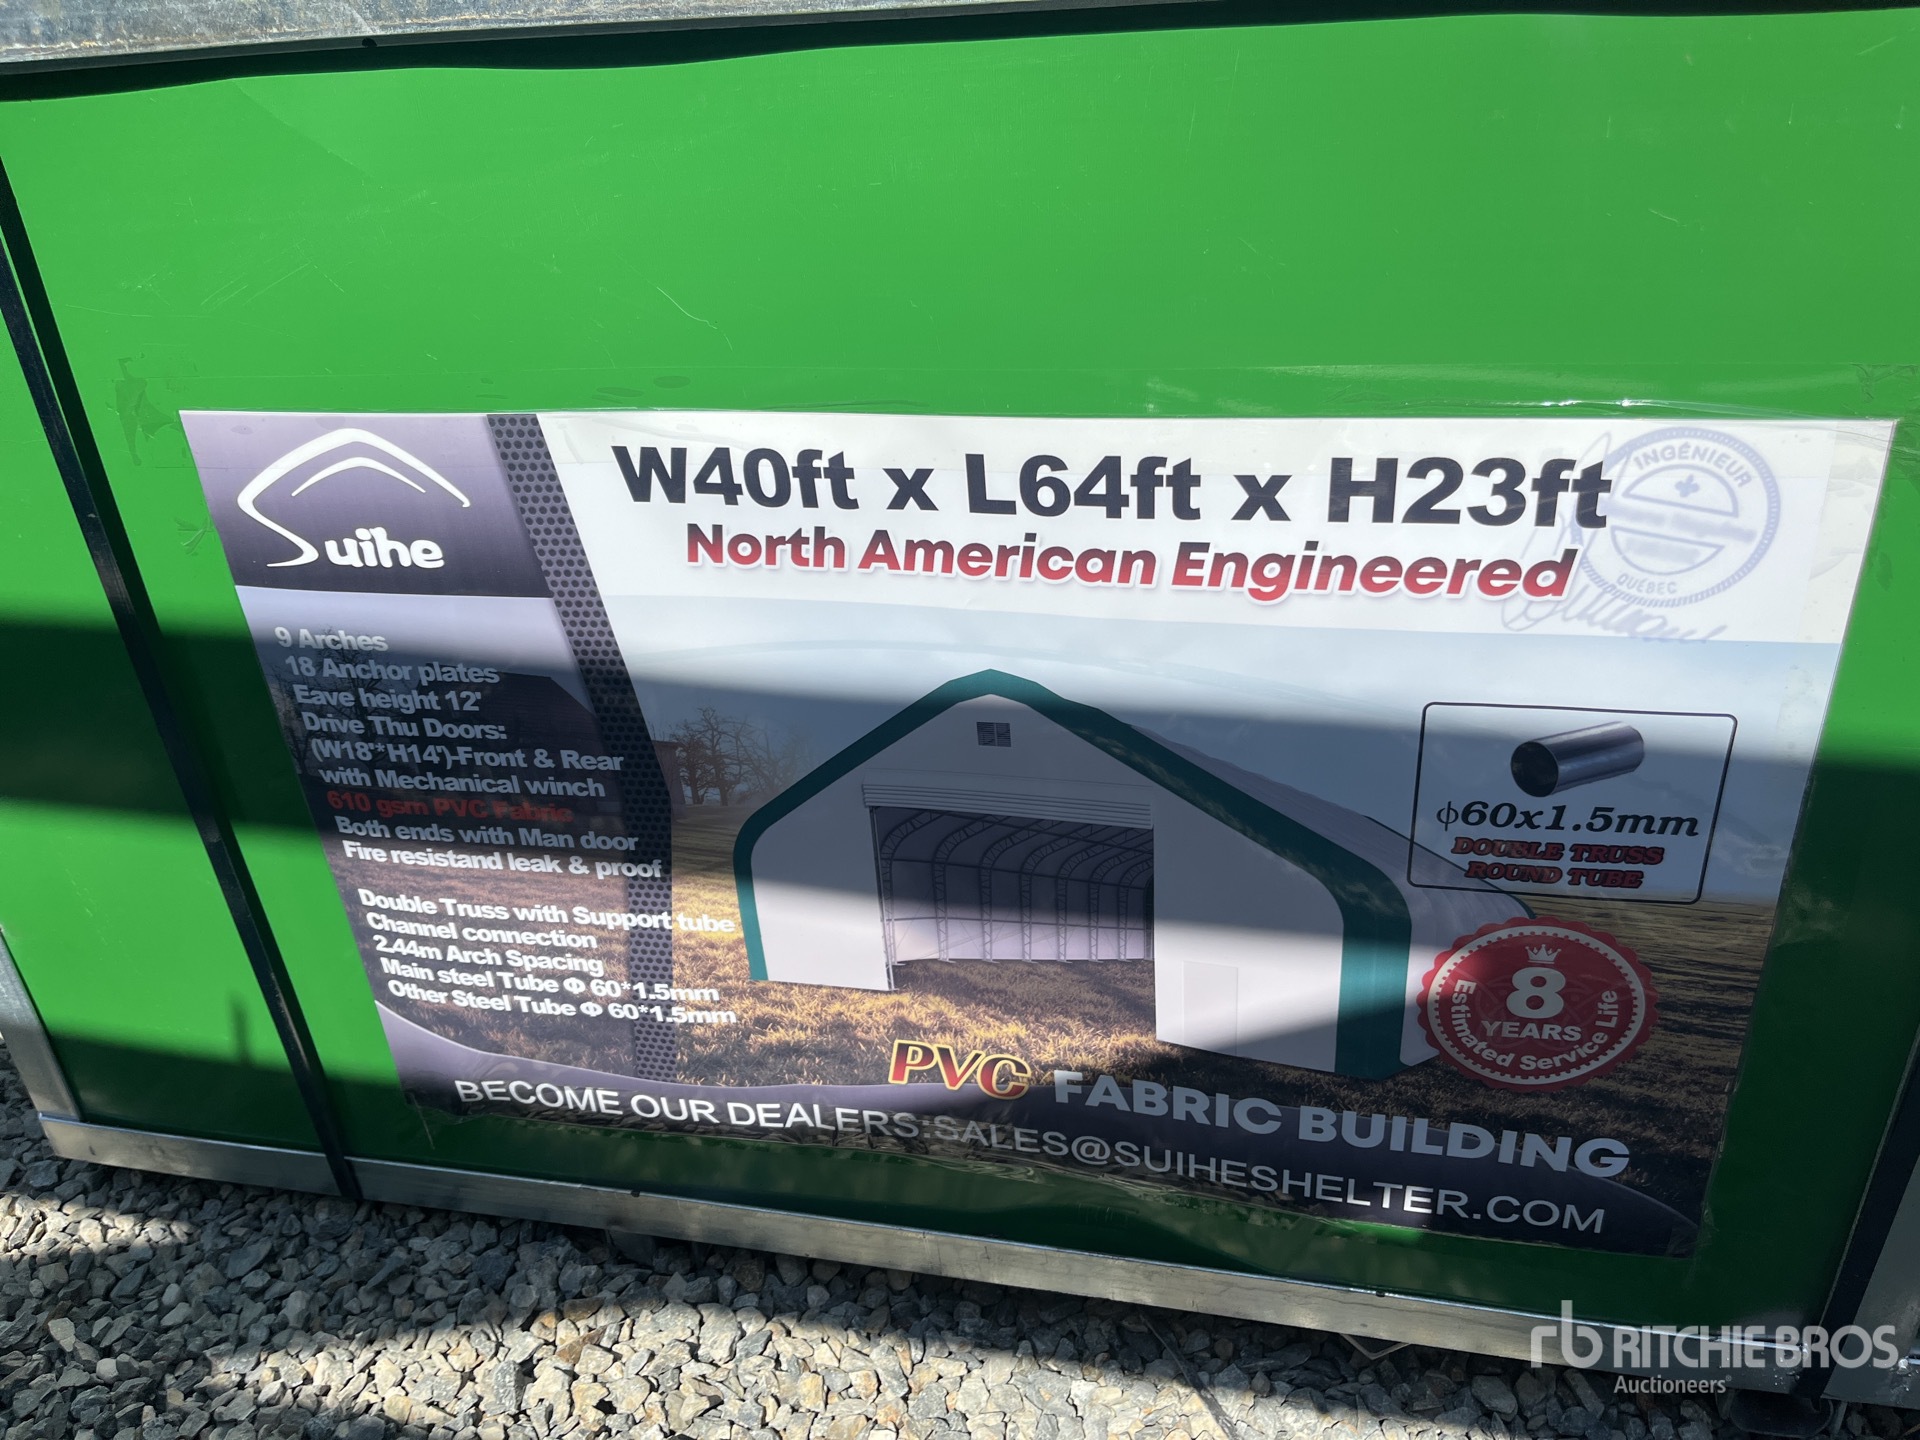 Suihe
W40ft x L64ft x H23ft
North American Engineered
INGÉNIEUR
QUÉBEC
9 Arches
18 Anchor plates
Eave height 12'
Drive Thu Doors:
(W18'*H14')-Front & Rear
with Mechanical winch
610 gsm PVC Fabric
Both ends with Man door
Fire resistand leak & proof
Double Truss with Support tube
Channel connection
2.44m Arch Spacing
Main steel Tube Φ 60*1.5mm
Other Steel Tube Φ 60*1.5mm
ϕ60x1.5mm
DOUBLE TRUSS
ROUND TUBE
8
YEARS
Estimated Service Life
PVC FABRIC BUILDING
BECOME OUR DEALERS:SALES@SUIHESHELTER.COM
rb RITCHIE BROS.
Auctioneers